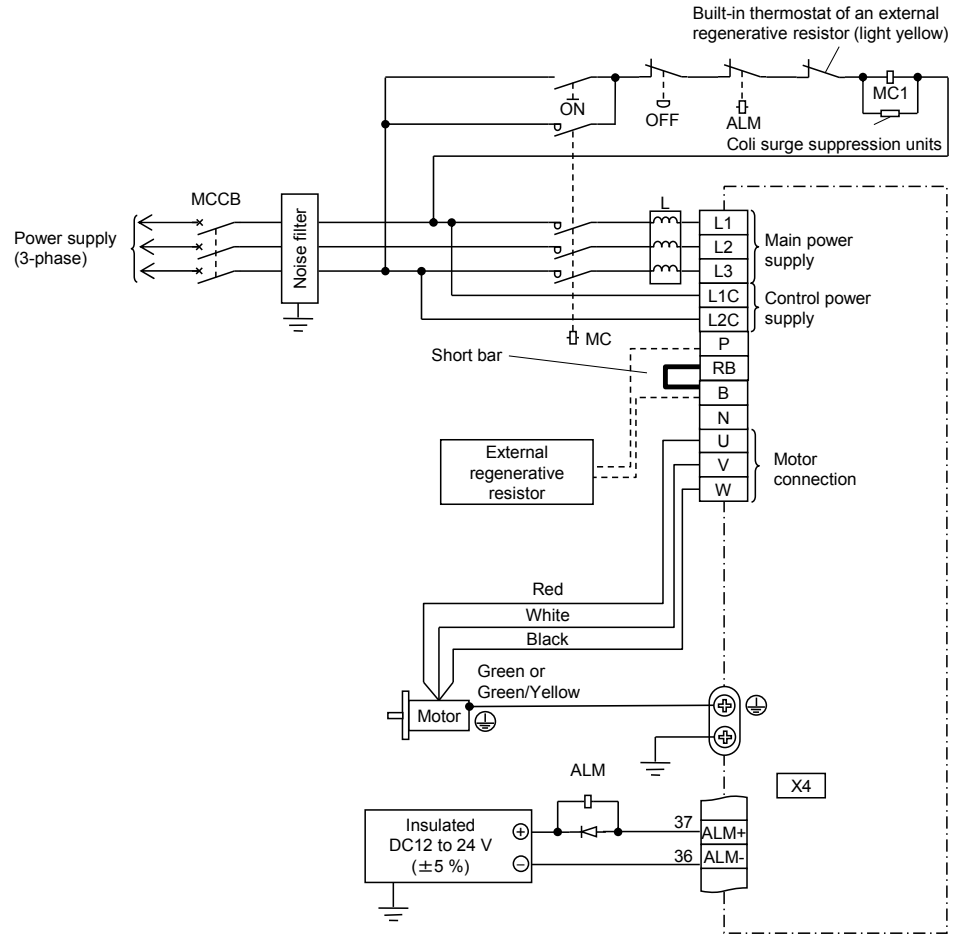 Built-in thermostat of an external
regenerative resistor (light yellow)
ON
OFF
ALM
MC1
Coli surge suppression units
MCCB
Noise filter
L
Power supply
(3-phase)
L1
L2
L3
L1C
L2C
P
RB
B
N
U
V
W
Main power
supply
Control power
supply
MC
Short bar
External
regenerative
resistor
Motor
connection
Red
White
Black
Green or
Green/Yellow
Motor
ALM
X4
Insulated
DC12 to 24 V
(±5 %)
+
−
37
ALM+
36
ALM-